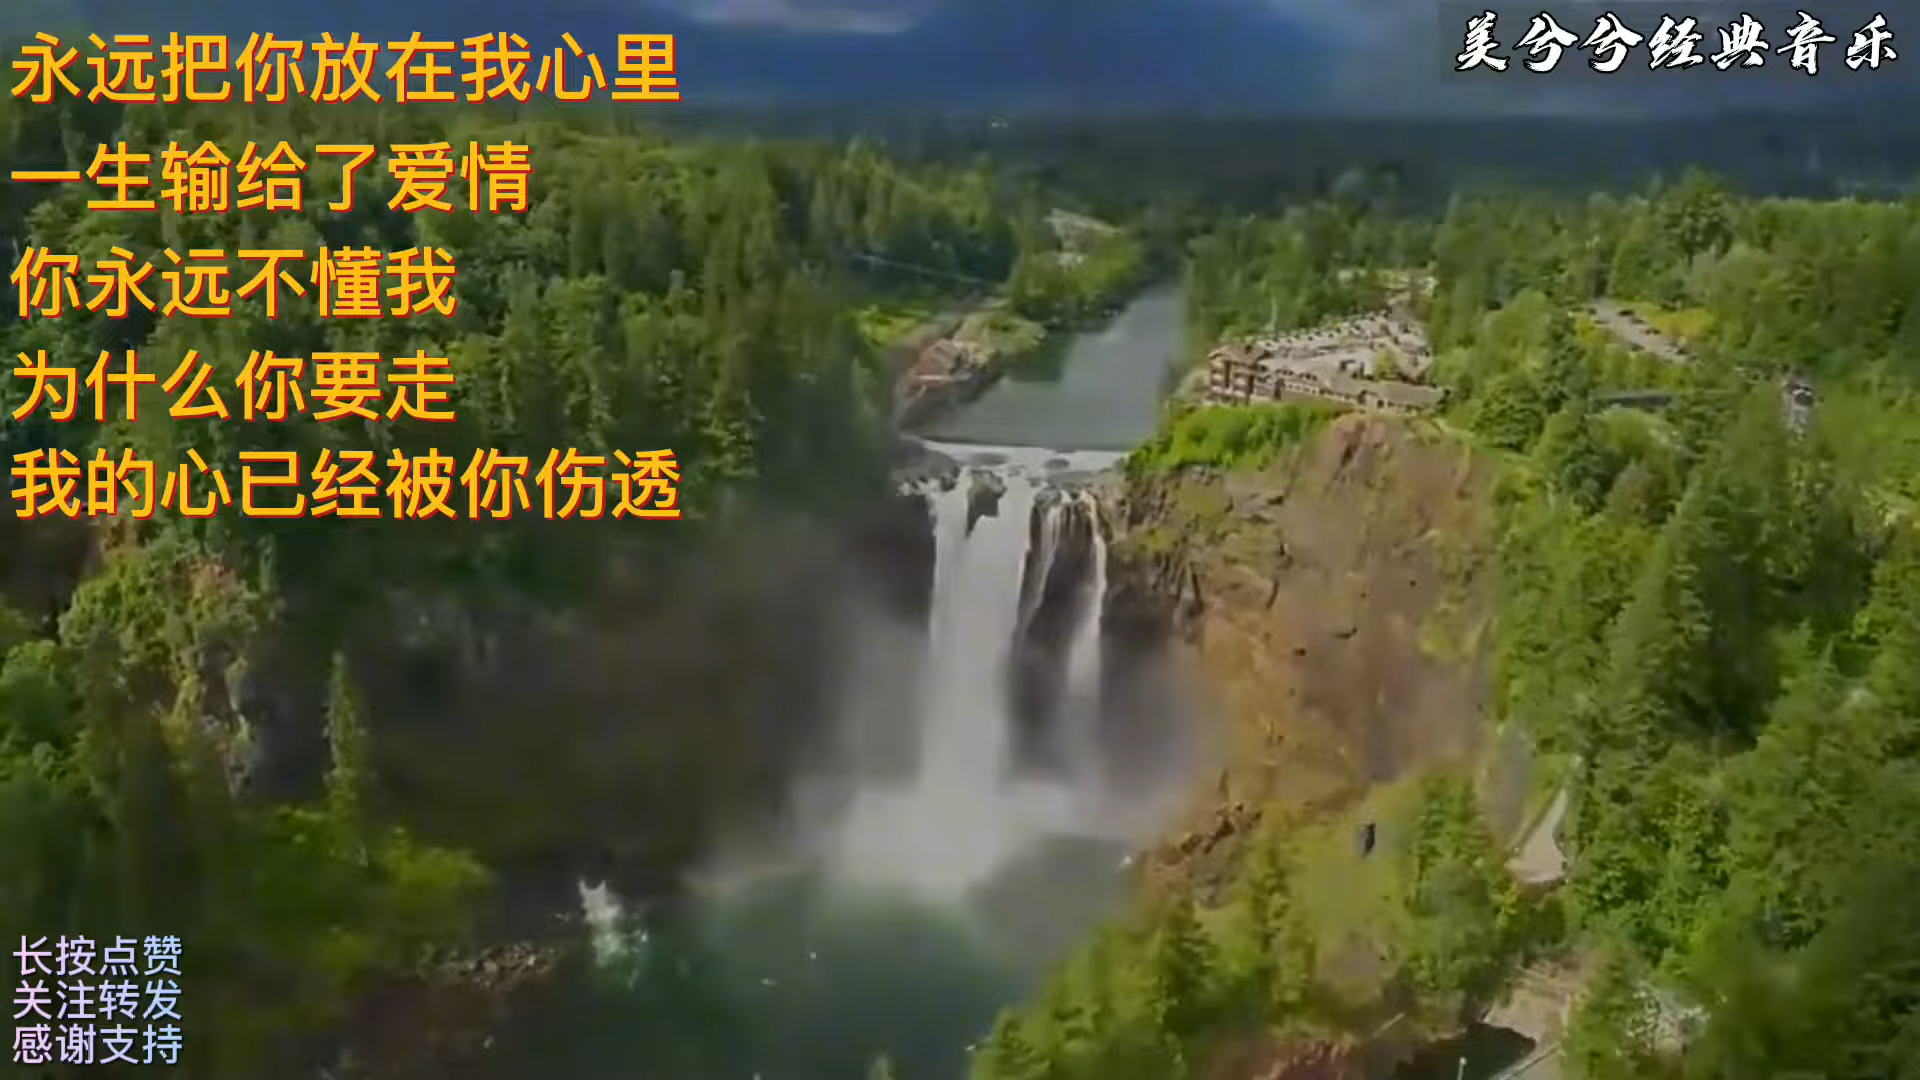 永远把你放在我心里
美兮兮经典音乐
一生输给了爱情
你永远不懂我
为什么你要走
我的心已经被你伤透
长按点赞
关注转发
感谢支持